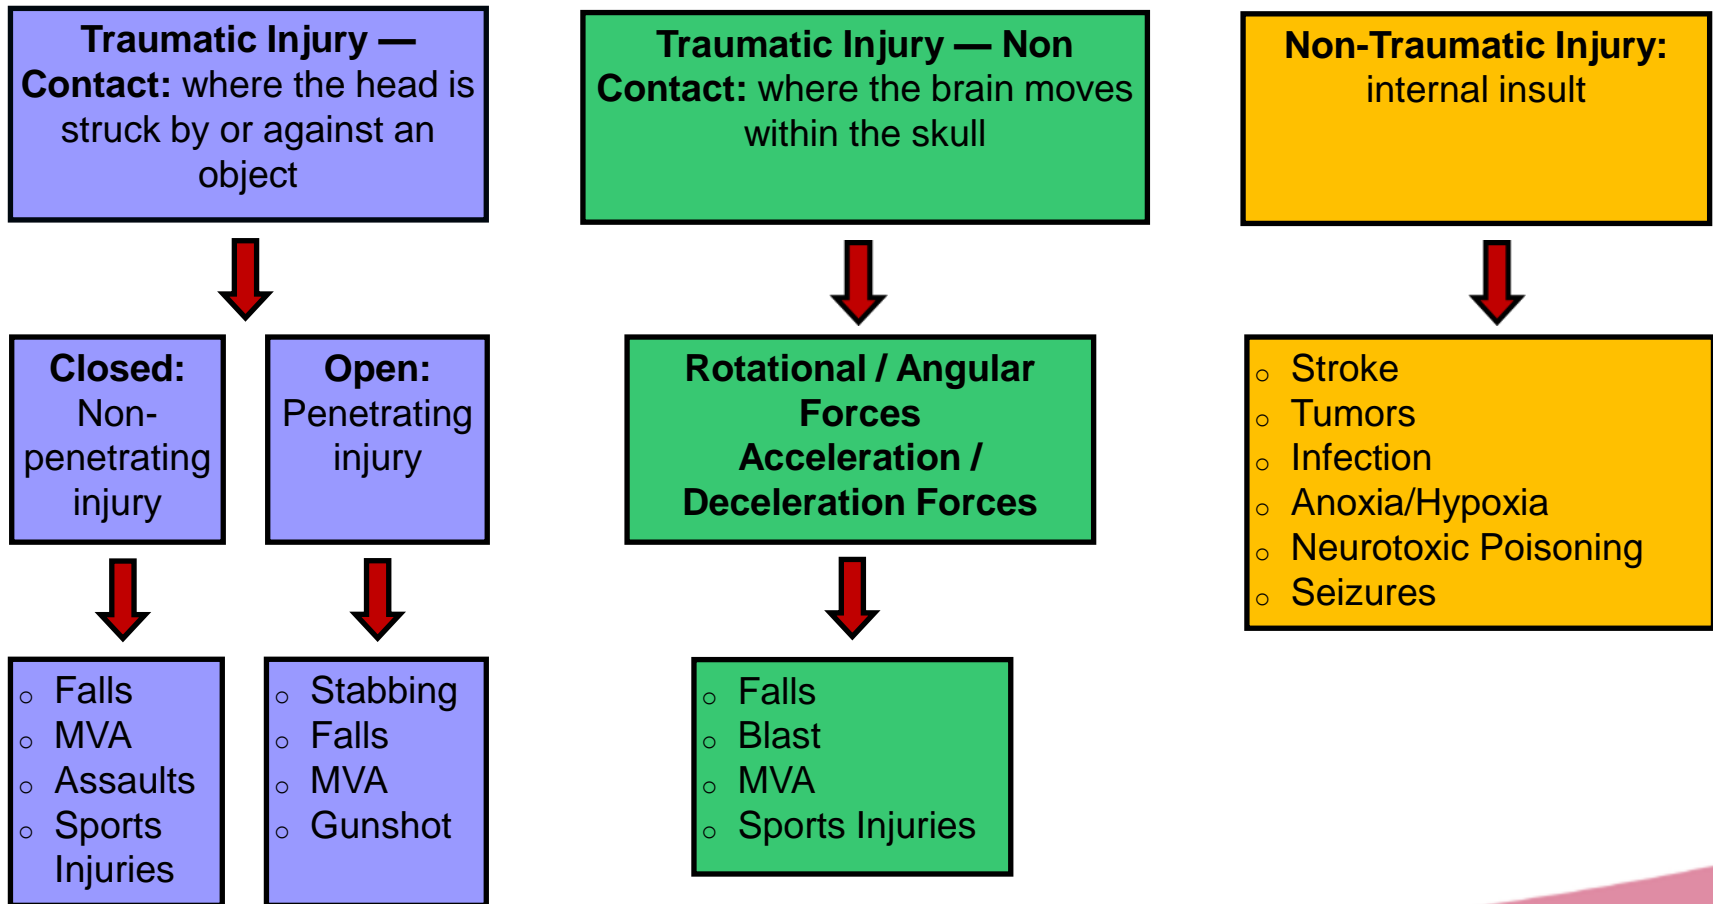 Traumatic Injury —
Contact: where the head is
struck by or against an
object
Closed:
Non-
penetrating
injury
Open:
Penetrating
injury
○ Falls
○ MVA
○ Assaults
○ Sports
Injuries
○ Stabbing
○ Falls
○ MVA
○ Gunshot
Traumatic Injury — Non
Contact: where the brain moves
within the skull
Rotational / Angular
Forces
Acceleration /
Deceleration Forces
○ Falls
○ Blast
○ MVA
○ Sports Injuries
Non-Traumatic Injury:
internal insult
○ Stroke
○ Tumors
○ Infection
○ Anoxia/Hypoxia
○ Neurotoxic Poisoning
○ Seizures